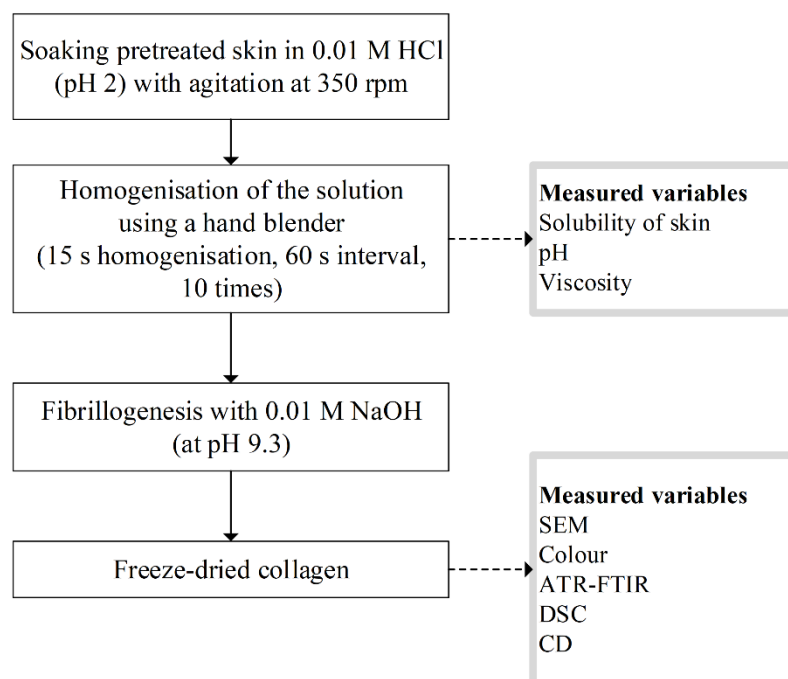 Soaking pretreated skin in 0.01 M HCl
(pH 2) with agitation at 350 rpm
Homogenisation of the solution
using a hand blender
(15 s homogenisation, 60 s interval,
10 times)
Measured variables
Solubility of skin
pH
Viscosity
Fibrillogenesis with 0.01 M NaOH
(at pH 9.3)
Freeze-dried collagen
Measured variables
SEM
Colour
ATR-FTIR
DSC
CD